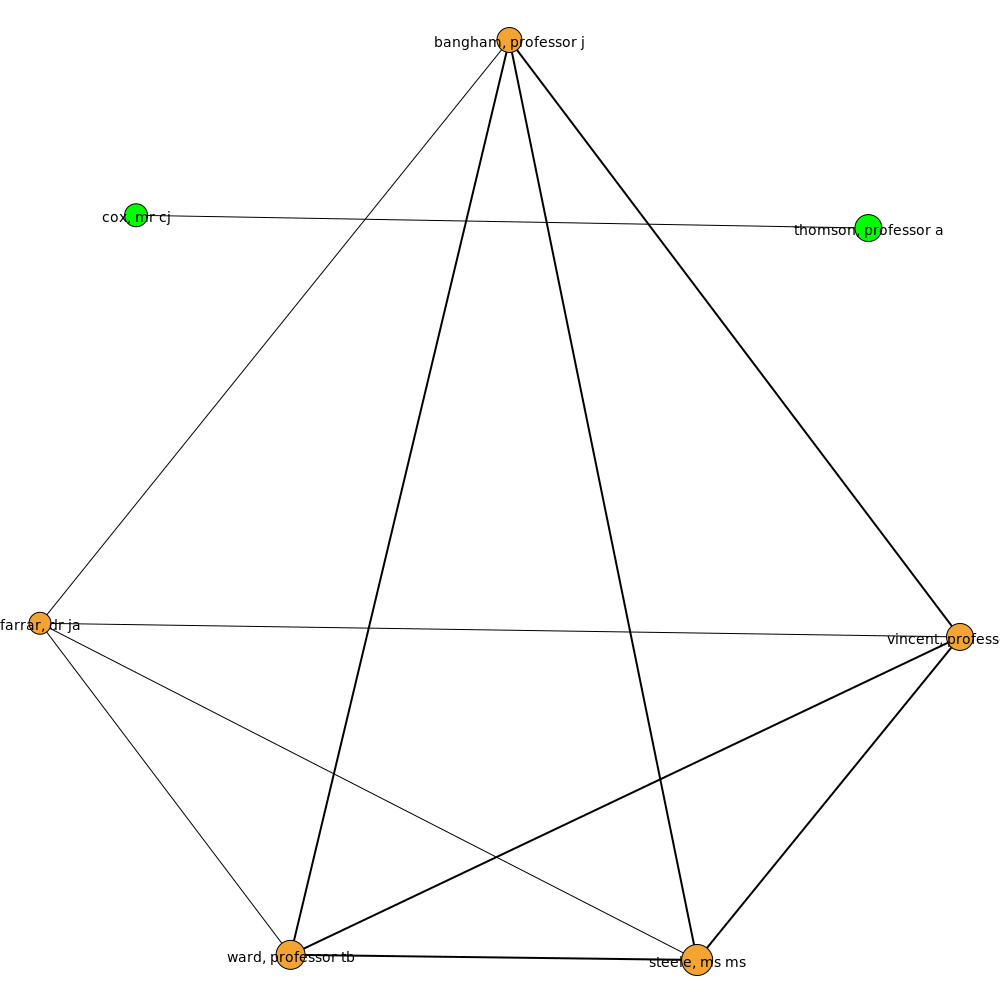 bangham, professor j
cox, mr cj
thomson, professor a
farrar, dr ja
vincent, profess
ward, professor tb
steele, ms ms